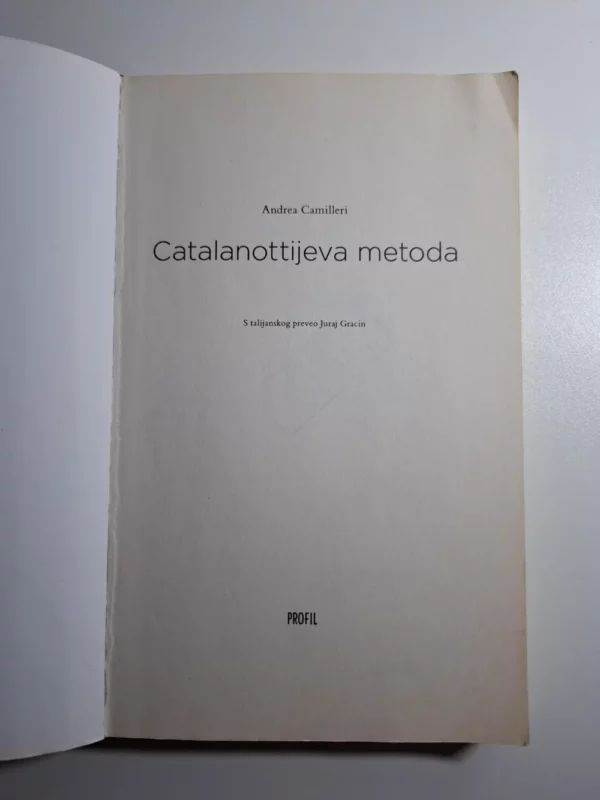 Andrea Camilleri
Catalanottijeva metoda
S talijanskog preveo Juraj Gracin
PROFIL